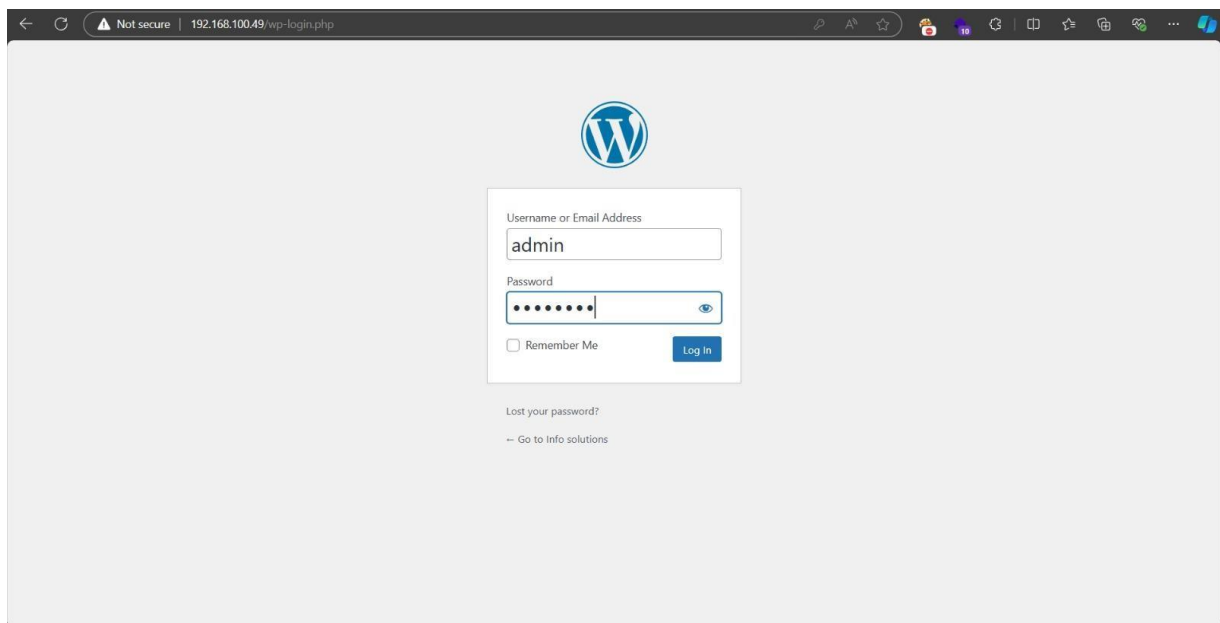 Not secure | 192.168.100.49/wp-login.php
10
Username or Email Address
admin
Password
••••••••
Remember Me
Log In
Lost your password?
← Go to Info solutions